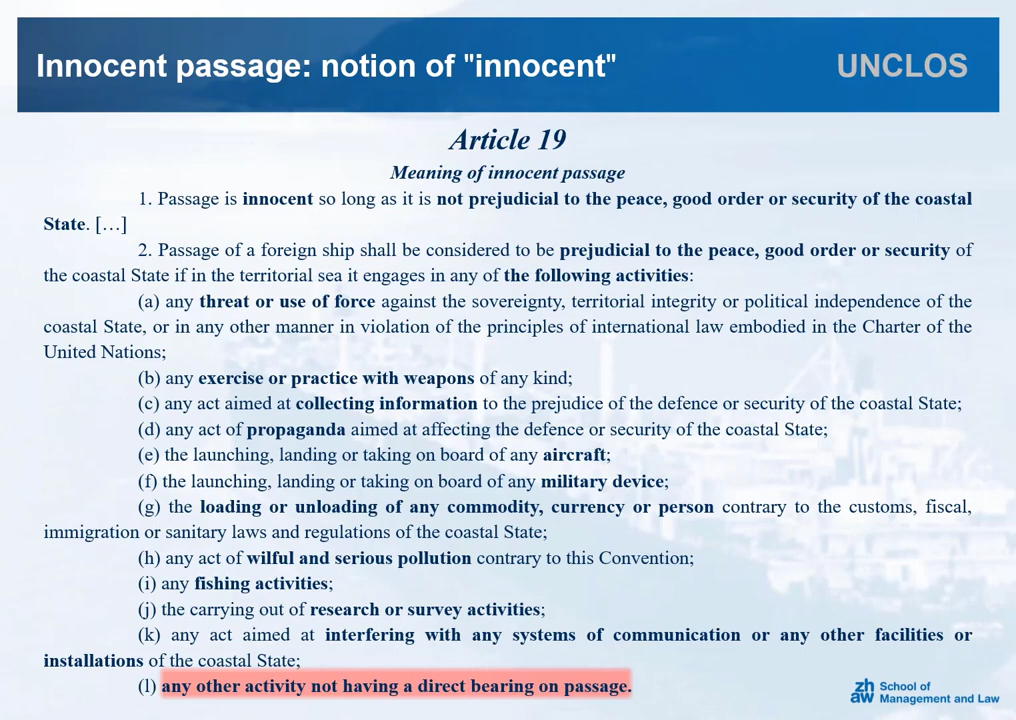 Innocent passage: notion of "innocent"
UNCLOS
Article 19
Meaning of innocent passage
1. Passage is innocent so long as it is not prejudicial to the peace, good order or security of the coastal
State. […]
2. Passage of a foreign ship shall be considered to be prejudicial to the peace, good order or security of
the coastal State if in the territorial sea it engages in any of the following activities:
(a) any threat or use of force against the sovereignty, territorial integrity or political independence of the
coastal State, or in any other manner in violation of the principles of international law embodied in the Charter of the
United Nations;
(b) any exercise or practice with weapons of any kind;
(c) any act aimed at collecting information to the prejudice of the defence or security of the coastal State;
(d) any act of propaganda aimed at affecting the defence or security of the coastal State;
(e) the launching, landing or taking on board of any aircraft;
(f) the launching, landing or taking on board of any military device;
(g) the loading or unloading of any commodity, currency or person contrary to the customs, fiscal,
immigration or sanitary laws and regulations of the coastal State;
(h) any act of wilful and serious pollution contrary to this Convention;
(i) any fishing activities;
(j) the carrying out of research or survey activities;
(k) any act aimed at interfering with any systems of communication or any other facilities or
installations of the coastal State;
(l) any other activity not having a direct bearing on passage.
zh
aw
School of
Management and Law